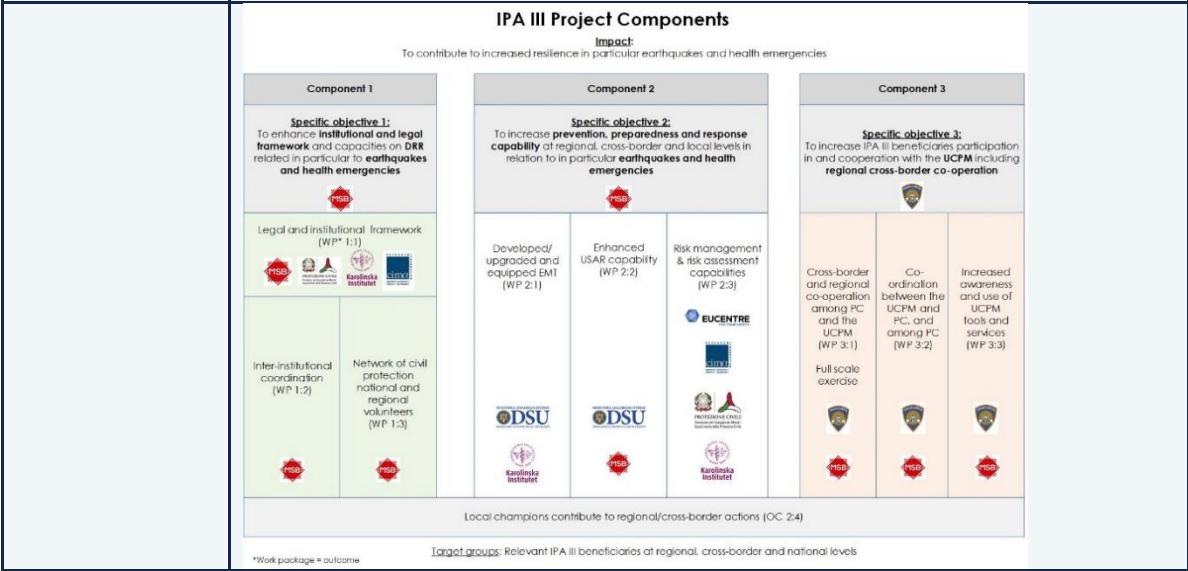 IPA III Project Components
Impact:
To contribute to increased resilience in particular earthquakes and health emergencies
Component 1
Specific objective 1:
To enhance institutional and legal
framework and capacities on DRR
related in particular to earthquakes
and health emergencies
MSB
Legal and institutional framework
(WP* 1:1)
MSB
Karolinska
Institutet
cima
Inter-institutional
coordination
(WP 1:2)
MSB
Network of civil
protection
national and
regional
volunteers
(WP 1:3)
MSB
Component 2
Specific objective 2:
To increase prevention, preparedness and response
capability at regional, cross-border and local levels in
relation to in particular earthquakes and health
emergencies
MSB
Developed/
upgraded and
equipped EMT
(WP 2:1)
DSU
Karolinska
Institutet
Enhanced
USAR capability
(WP 2:2)
DSU
MSB
Risk management
& risk assessment
capabilities
(WP 2:3)
EUCENTRE
cima
PROTEZIONE CIVILE
Karolinska
Institutet
Component 3
Specific objective 3:
To increase IPA III beneficiaries participation
in and cooperation with the UCPM including
regional cross-border co-operation
Cross-border
and regional
co-operation
among PC
and the
UCPM
(WP 3:1)
Full scale
exercise
MSB
Co-
ordination
between the
UCPM and
PC, and
among PC
(WP 3:2)
MSB
Increased
awareness
and use of
UCPM
tools and
services
(WP 3:3)
MSB
Local champions contribute to regional/cross-border actions (OC 2:4)
Target groups: Relevant IPA III beneficiaries at regional, cross-border and national levels
*Work package = outcome